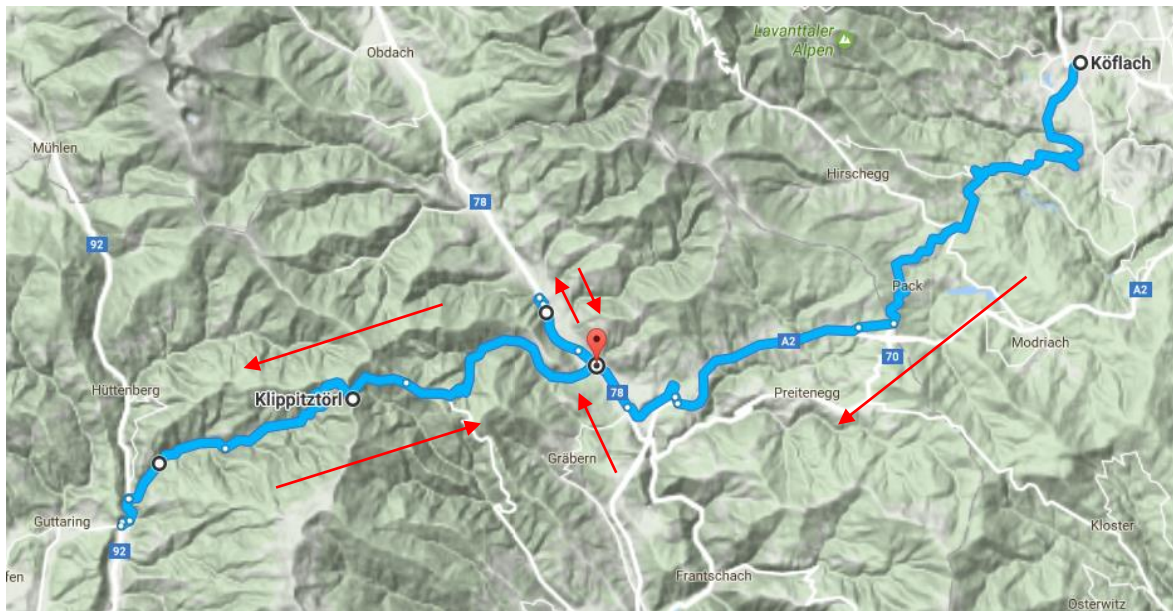 Lavanttaler
Alpen
Köflach
Obdach
Mühlen
Hirschegg
78
92
Pack
A2
A2
Modriach
70
Hüttenberg
Klippitztörl
78
Preitenegg
Gräbern
Guttaring
Kloster
92
fen
Frantschach
Osterwitz